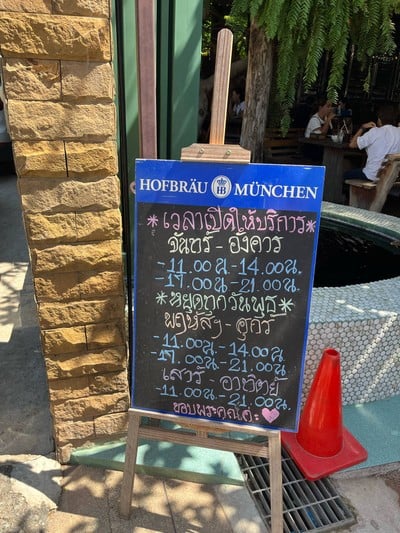 HOFBRÄU HB MÜNCHEN
*เวลาเปิดให้บริการ*
จันทร์ - อังคาร
-11.00น-14.00น.
-17.00น-21.00น.
*หยุดทุกวันพุธ*
พฤหัสฯ-ศุกร์
-11.00น-14.00น
-17.00น-21.00น.
เสาร์ - อาทิตย์
-11.00น-21.00น.
ขอบพระคุณค่ะ